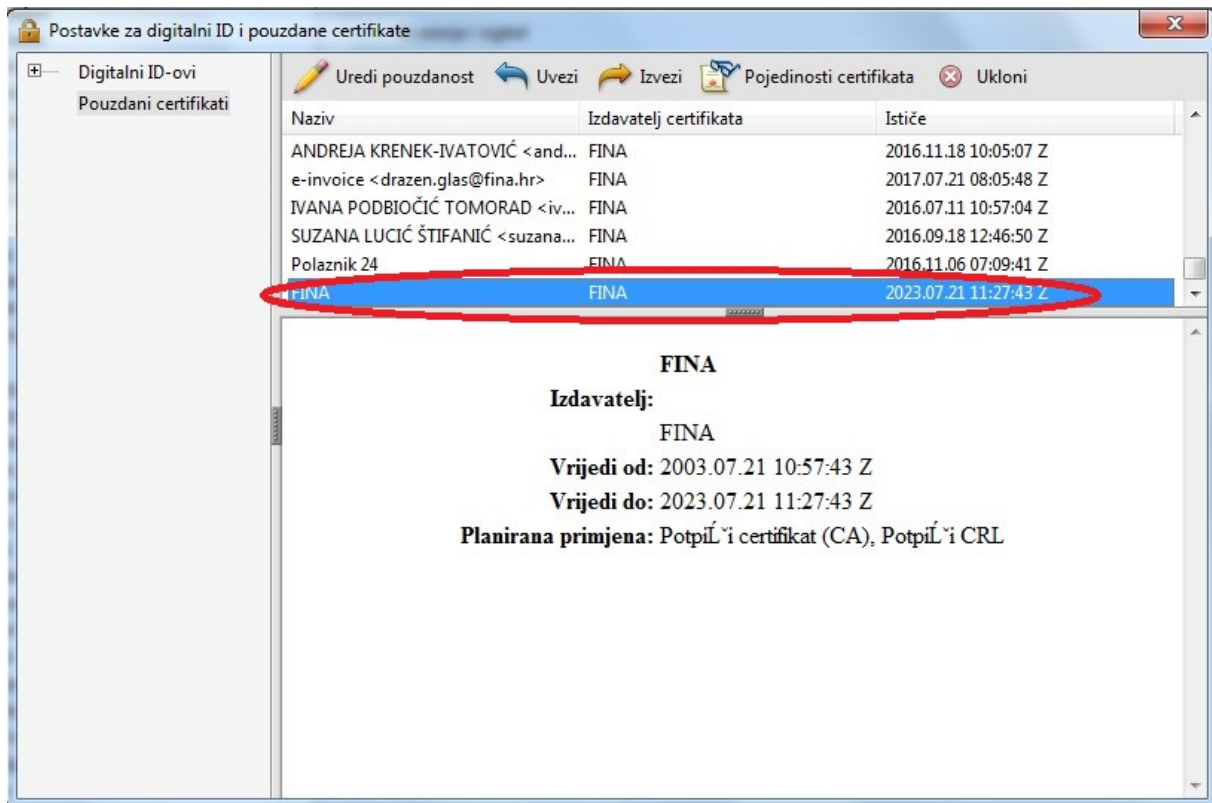 Postavke za digitalni ID i pouzdane certifikate
Digitalni ID-ovi
Pouzdani certifikati
Uredi pouzdanost Uvezi Izvezi Pojedinosti certifikata Ukloni
Naziv Izdavatelj certifikata Ističe
ANDREJA KRENEK-IVATOVIĆ <and... FINA 2016.11.18 10:05:07 Z
e-invoice <drazen.glas@fina.hr> FINA 2017.07.21 08:05:48 Z
IVANA PODBIOČIĆ TOMORAD <iv... FINA 2016.07.11 10:57:04 Z
SUZANA LUCIĆ ŠTIFANIĆ <suzana... FINA 2016.09.18 12:46:50 Z
Polaznik 24 FINA 2016.11.06 07:09:41 Z
FINA FINA 2023.07.21 11:27:43 Z
FINA
Izdavatelj:
FINA
Vrijedi od: 2003.07.21 10:57:43 Z
Vrijedi do: 2023.07.21 11:27:43 Z
Planirana primjena: PotpiĹˇi certifikat (CA), PotpiĹˇi CRL